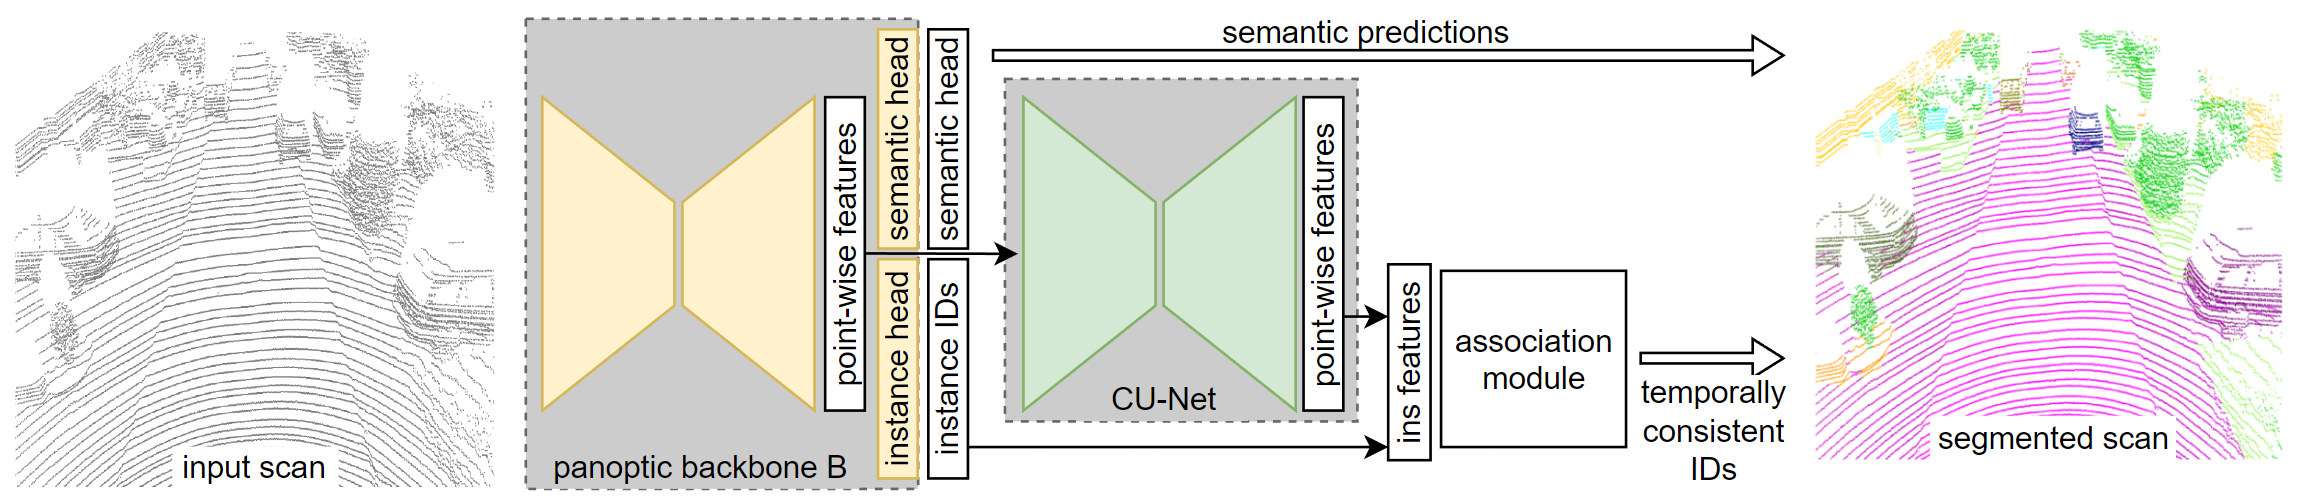 input scan
panoptic backbone B
point-wise features
semantic head
instance head
semantic head
instance IDs
semantic predictions
CU-Net
point-wise features
ins features
association
module
temporally
consistent
IDs
segmented scan